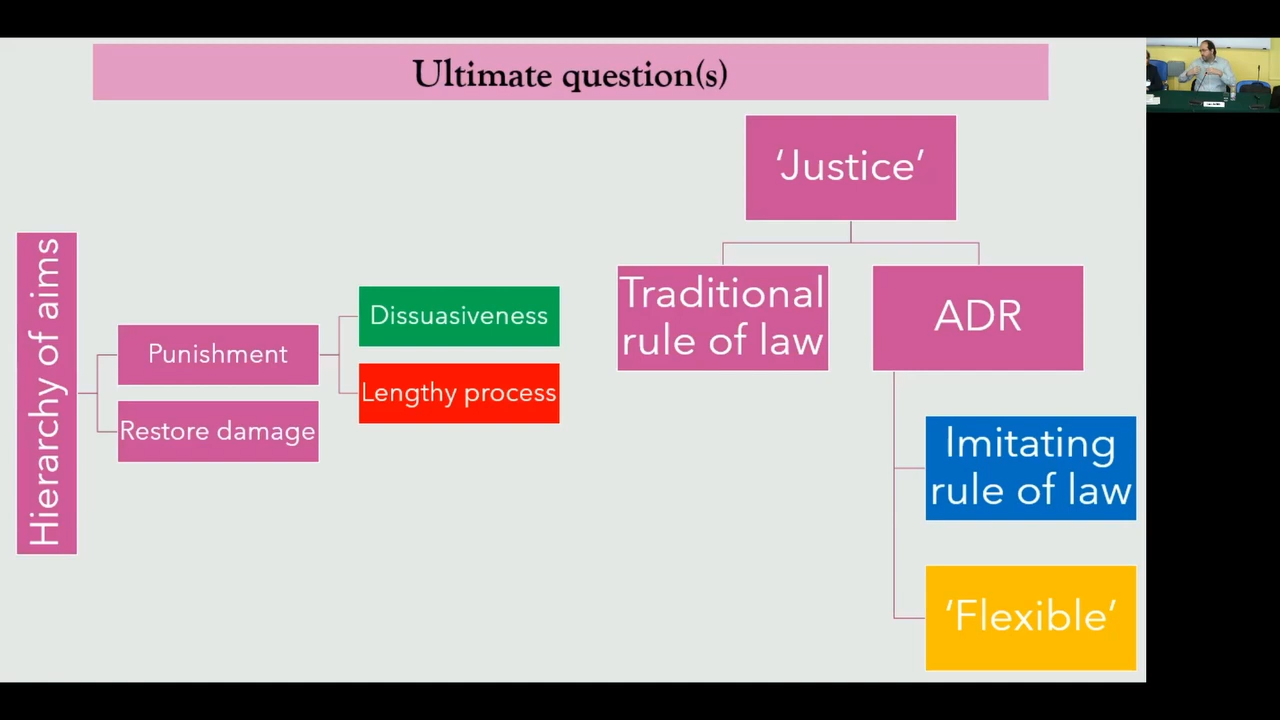 Ultimate question(s)
Hierarchy of aims
Punishment
Restore damage
Dissuasiveness
Lengthy process
‘Justice’
Traditional
rule of law
ADR
Imitating
rule of law
‘Flexible’